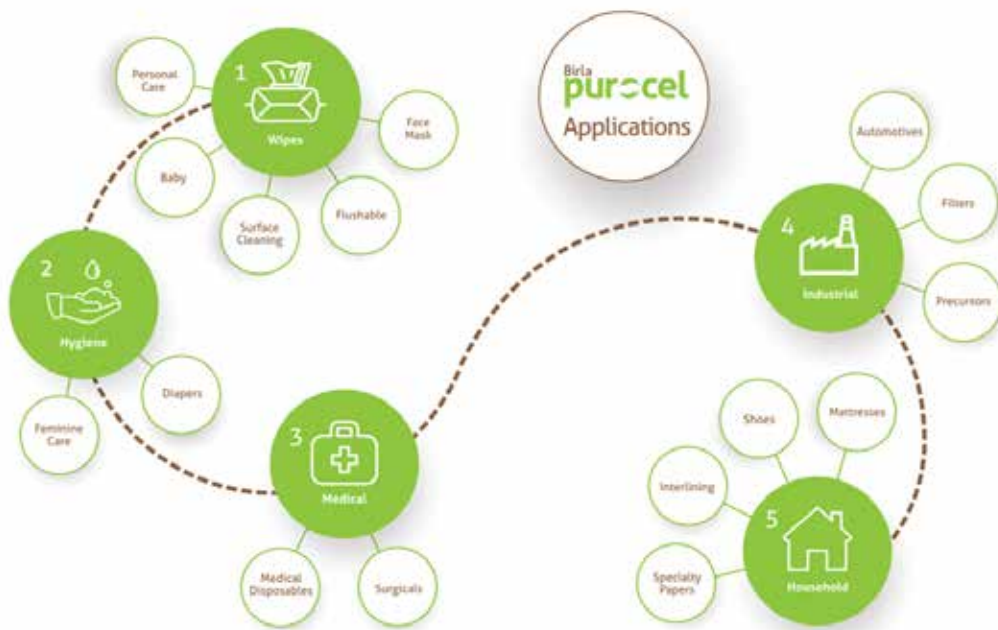 Birla
purocel
Applications
1
Wipes
Personal
Care
Baby
Surface
Cleaning
Flushable
Face
Mask
2
Hygiene
Feminine
Care
Diapers
3
Medical
Medical
Disposables
Surgicals
4
Industrial
Automotives
Filters
Precursors
5
Household
Mattresses
Shoes
Interlining
Specialty
Papers